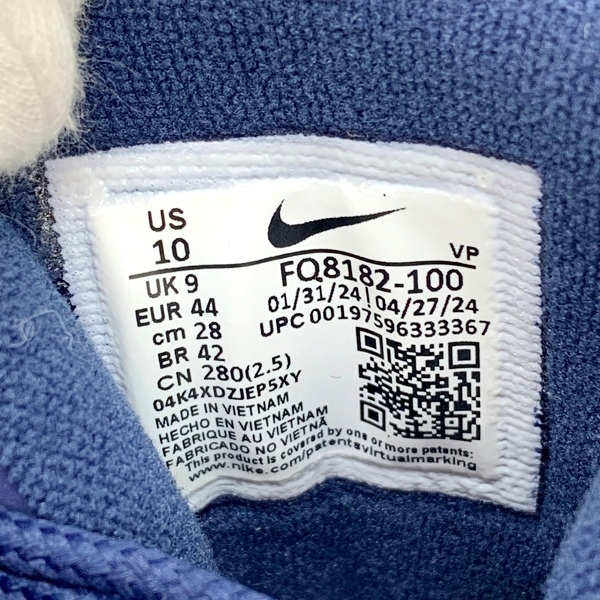 US
10
VP
UK 9
FQ8182-100
EUR 44
01/31/24 | 04/27/24
cm 28
UPC 00197596333367
BR 42
CN 280(2.5)
04K4XDZJEP5XY
MADE IN VIETNAM
HECHO EN VIETNAM
FABRIQUE AU VIETNAM
FABRICADO NO VIETNÃ
This product is covered by one or more patents:
www.nike.com/patentsvirtualmarking